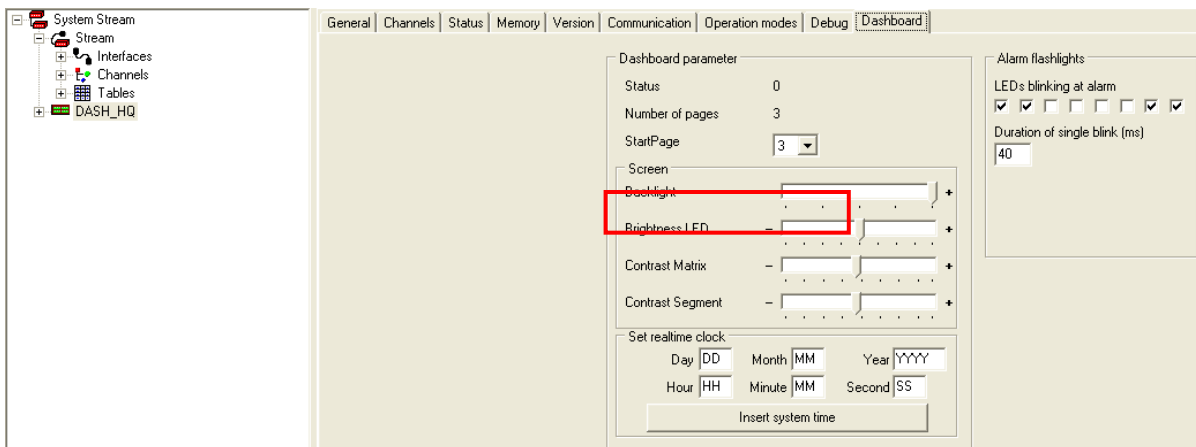 System Stream
Stream
Interfaces
Channels
Tables
DASH_HQ
General Channels Status Memory Version Communication Operation modes Debug Dashboard
Dashboard parameter
Status 0
Number of pages 3
StartPage 3
Screen
Backlight +
Brightness LED - +
Contrast Matrix - +
Contrast Segment - +
Set realtime clock
Day DD Month MM Year YYYY
Hour HH Minute MM Second SS
Insert system time
Alarm flashlights
LEDs blinking at alarm
Duration of single blink (ms)
40